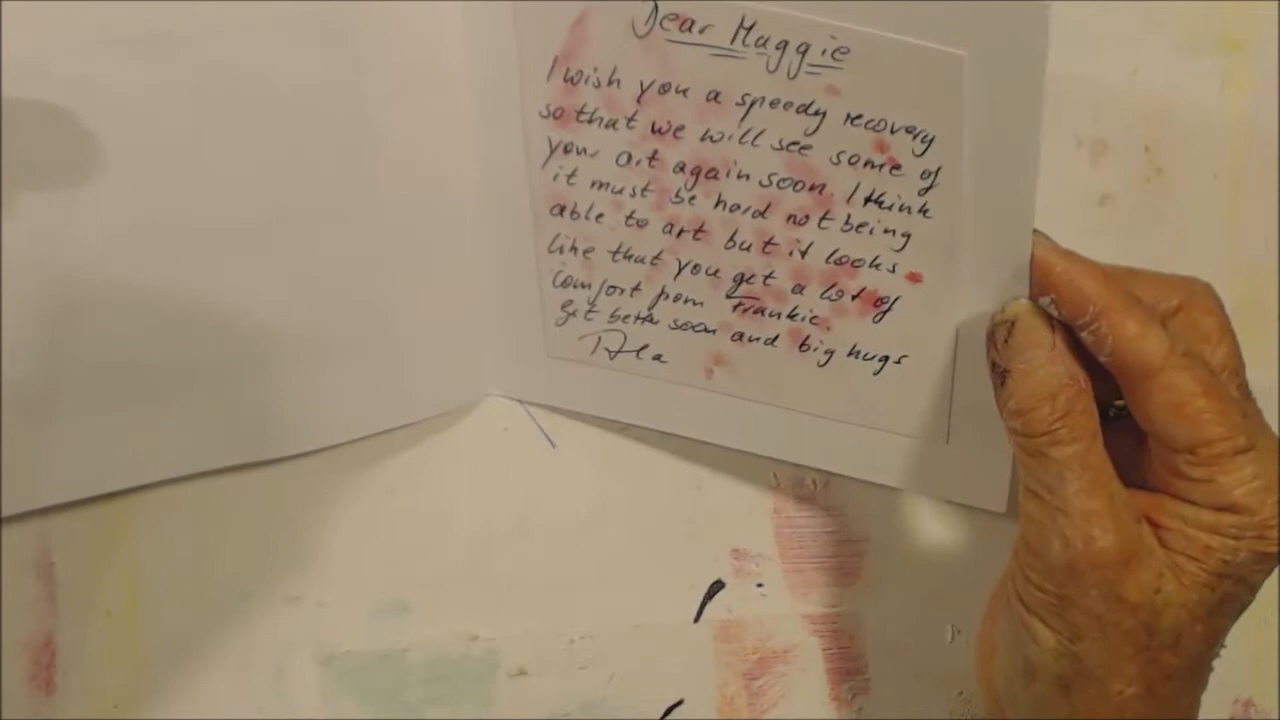 Dear Maggie
I wish you a speedy recovery
so that we will see some of
your art again soon. I think
it must be hard not being
able to art but it looks
like that you get a lot of
comfort from Frankie.
Get better soon and big hugs